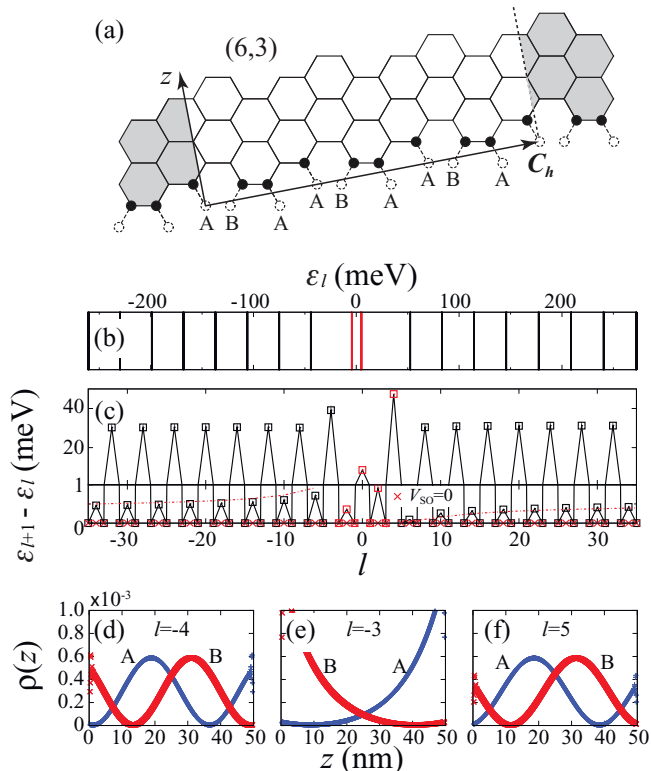 (a)
(6,3)
z
C_h
A B A A B A A B A
ε_l (meV)
-200 -100 0 100 200
(b)
(c)
ε_{l+1} - ε_l (meV)
40
20
1
0
× V_SO=0
-30 -20 -10 0 10 20 30
l
×10^-3
1.0
0.8
0.6
0.4
0.2
0
ρ(z)
(d) l=-4
A B
(e) l=-3
B A
(f) l=5
A B
0 10 20 30 40 50 0 10 20 30 40 50 0 10 20 30 40 50
z (nm)